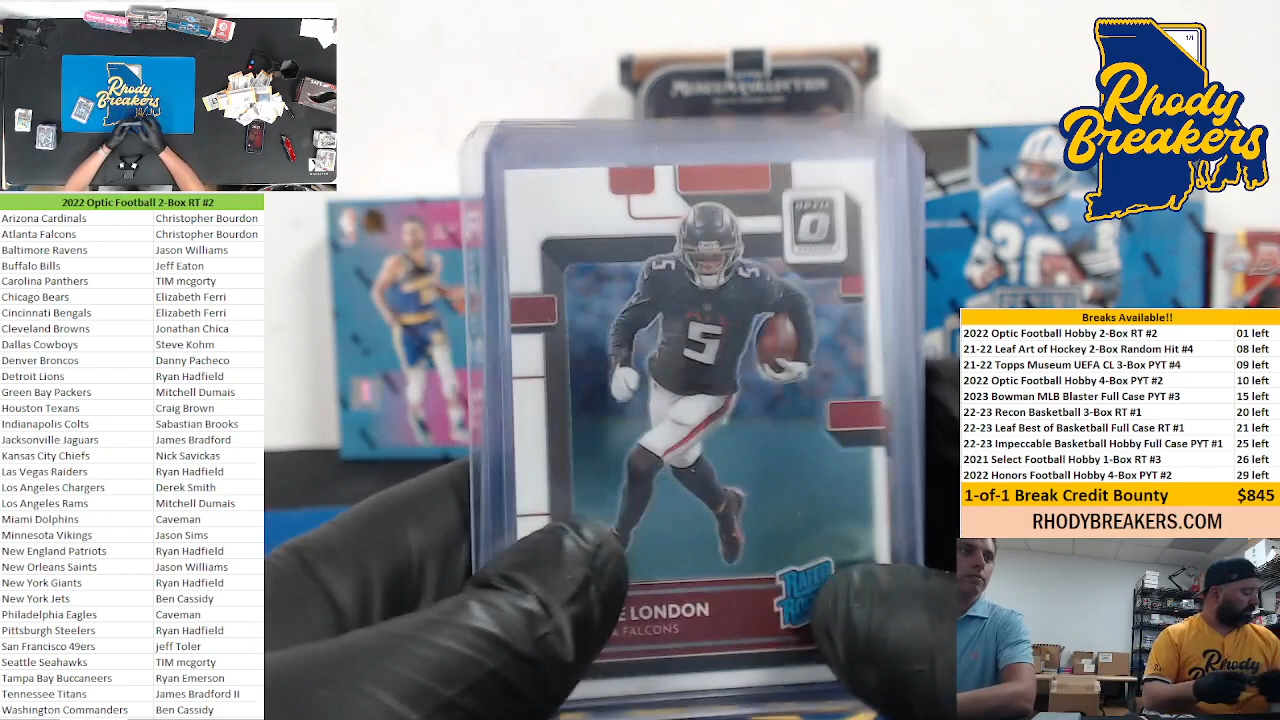 Rhody
Breakers
2022 Optic Football 2-Box RT #2
Arizona Cardinals Christopher Bourdon
Atlanta Falcons Christopher Bourdon
Baltimore Ravens Jason Williams
Buffalo Bills Jeff Eaton
Carolina Panthers TIM mcgorty
Chicago Bears Elizabeth Ferri
Cincinnati Bengals Elizabeth Ferri
Cleveland Browns Jonathan Chica
Dallas Cowboys Steve Kohm
Denver Broncos Danny Pacheco
Detroit Lions Ryan Hadfield
Green Bay Packers Mitchell Dumais
Houston Texans Craig Brown
Indianapolis Colts Sabastian Brooks
Jacksonville Jaguars James Bradford
Kansas City Chiefs Nick Savickas
Las Vegas Raiders Ryan Hadfield
Los Angeles Chargers Derek Smith
Los Angeles Rams Mitchell Dumais
Miami Dolphins Caveman
Minnesota Vikings Jason Sims
New England Patriots Ryan Hadfield
New Orleans Saints Jason Williams
New York Giants Ryan Hadfield
New York Jets Ben Cassidy
Philadelphia Eagles Caveman
Pittsburgh Steelers Ryan Hadfield
San Francisco 49ers jeff Toler
Seattle Seahawks TIM mcgorty
Tampa Bay Buccaneers Ryan Emerson
Tennessee Titans James Bradford II
Washington Commanders Ben Cassidy
MUSEUM COLLECTION
OPTIC
O
5 5
5
RATED
E LONDON
A FALCONS
20
1/1
Rhody
Breakers
Breaks Available!!
2022 Optic Football Hobby 2-Box RT #2 01 left
21-22 Leaf Art of Hockey 2-Box Random Hit #4 08 left
21-22 Topps Museum UEFA CL 3-Box PYT #4 09 left
2022 Optic Football Hobby 4-Box PYT #2 10 left
2023 Bowman MLB Blaster Full Case PYT #3 15 left
22-23 Recon Basketball 3-Box RT #1 20 left
22-23 Leaf Best of Basketball Full Case RT #1 21 left
22-23 Impeccable Basketball Hobby Full Case PYT #1 25 left
2021 Select Football Hobby 1-Box RT #3 26 left
2022 Honors Football Hobby 4-Box PYT #2 29 left
1-of-1 Break Credit Bounty $845
RHODYBREAKERS.COM
Rhody